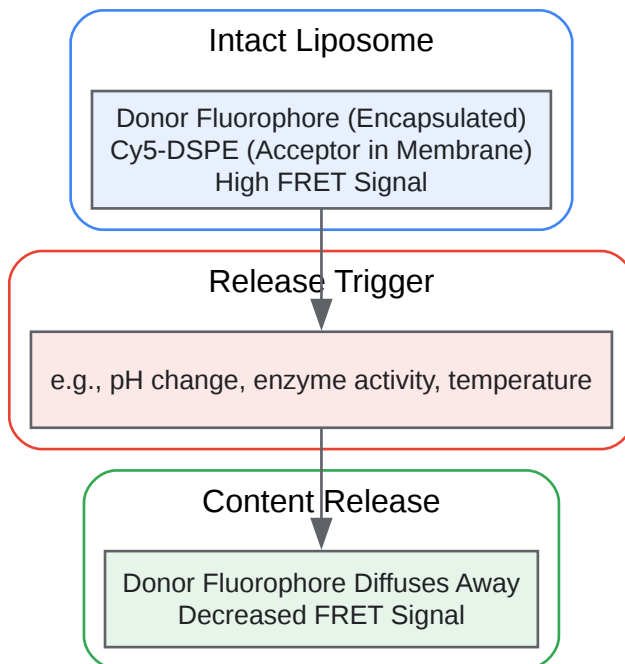 Intact Liposome
Donor Fluorophore (Encapsulated)
Cy5-DSPE (Acceptor in Membrane)
High FRET Signal
Release Trigger
e.g., pH change, enzyme activity, temperature
Content Release
Donor Fluorophore Diffuses Away
Decreased FRET Signal